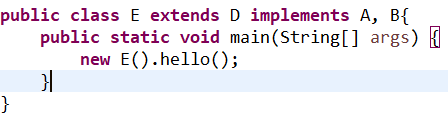 public class E extends D implements A, B{
    public static void main(String[] args) {
        new E().hello();
    }
}